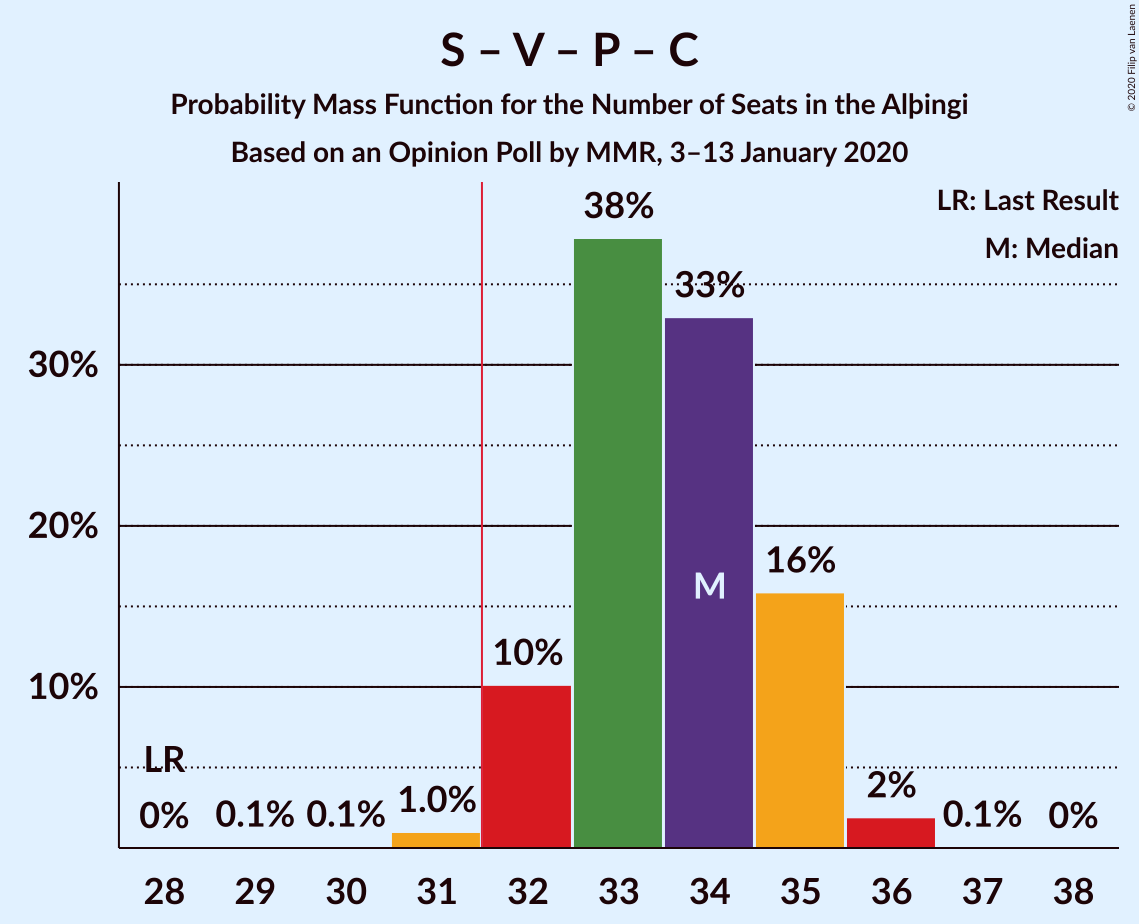 S – V – P – C
Probability Mass Function for the Number of Seats in the Alþingi
Based on an Opinion Poll by MMR, 3–13 January 2020
© 2020 Filip van Laenen
LR: Last Result
M: Median
38%
33%
30%
20%
16%
M
10%
10%
LR
0%
0.1%
0.1%
1.0%
2%
0.1%
0%
28 29 30 31 32 33 34 35 36 37 38